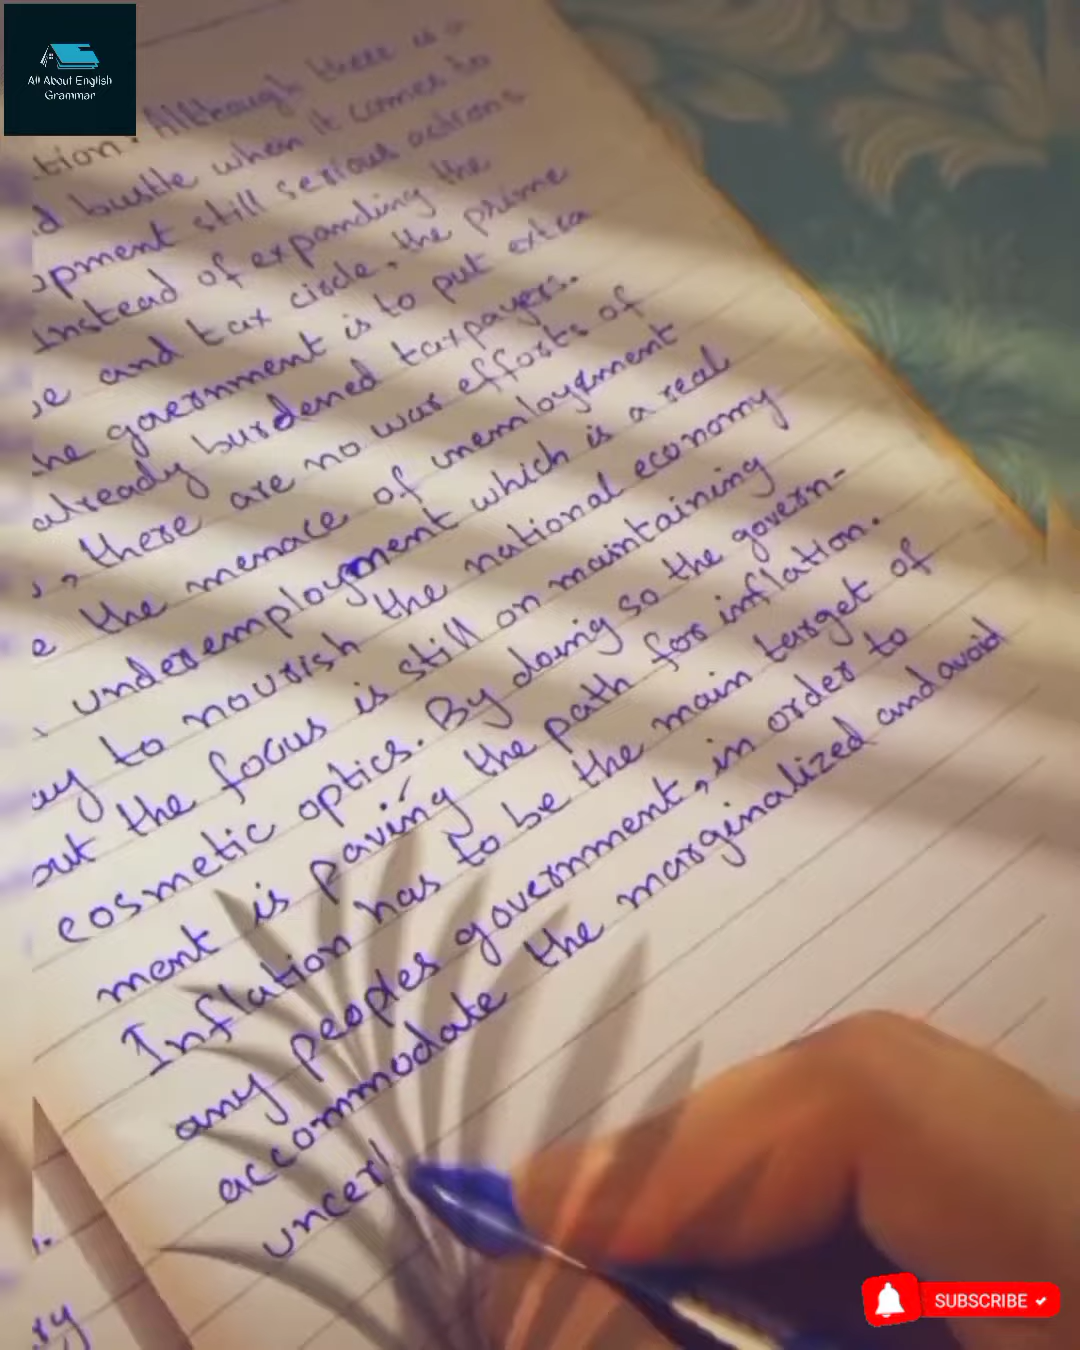 All About English
Grammar
tion. Although there is a
d bustle when it comes to
opment still serious actions
Instead of expanding the
e and tax circle, the prime
he government is to put extra
already burdened taxpayers.
, there are no war efforts of
e the menace of unemployment
underemployment which is a real
ay to nourish the national economy
but the focus is still on maintaining
cosmetic optics. By doing so the govern-
ment is paving the path for inflation.
Inflation has to be the main target of
any peoples government, in order to
accommodate the marginalized and avoid
uncer
ry
SUBSCRIBE